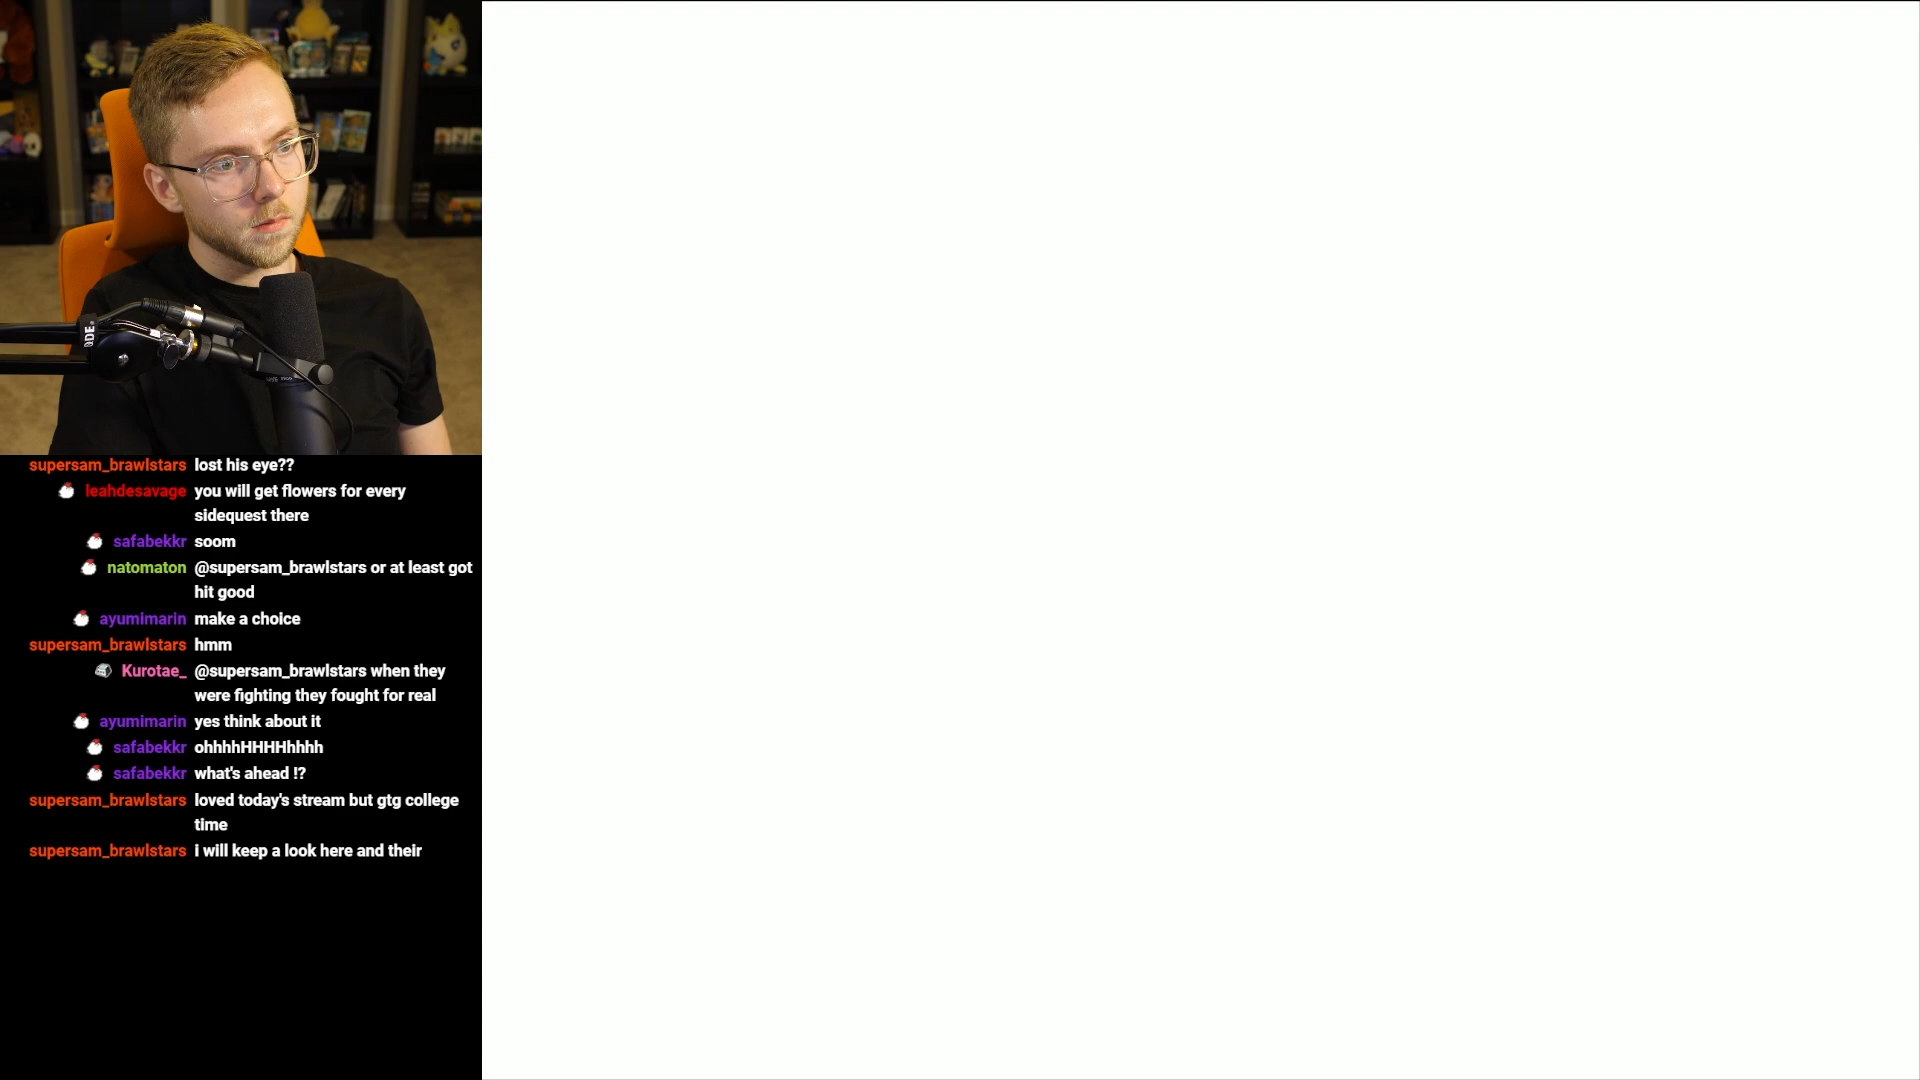 supersam_brawlstars lost his eye??
leahdesavage you will get flowers for every
sidequest there
safabekkr soom
natomaton @supersam_brawlstars or at least got
hit good
ayumimarin make a choice
supersam_brawlstars hmm
Kurotae_ @supersam_brawlstars when they
were fighting they fought for real
ayumimarin yes think about it
safabekkr ohhhhHHHHhhhh
safabekkr what's ahead !?
supersam_brawlstars loved today's stream but gtg college
time
supersam_brawlstars i will keep a look here and their